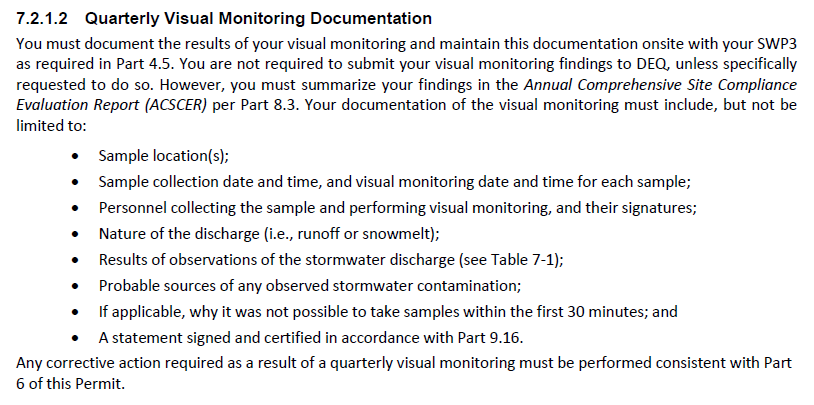 7.2.1.2 Quarterly Visual Monitoring Documentation
You must document the results of your visual monitoring and maintain this documentation onsite with your SWP3
as required in Part 4.5. You are not required to submit your visual monitoring findings to DEQ, unless specifically
requested to do so. However, you must summarize your findings in the Annual Comprehensive Site Compliance
Evaluation Report (ACSCER) per Part 8.3. Your documentation of the visual monitoring must include, but not be
limited to:
• Sample location(s);
• Sample collection date and time, and visual monitoring date and time for each sample;
• Personnel collecting the sample and performing visual monitoring, and their signatures;
• Nature of the discharge (i.e., runoff or snowmelt);
• Results of observations of the stormwater discharge (see Table 7-1);
• Probable sources of any observed stormwater contamination;
• If applicable, why it was not possible to take samples within the first 30 minutes; and
• A statement signed and certified in accordance with Part 9.16.
Any corrective action required as a result of a quarterly visual monitoring must be performed consistent with Part
6 of this Permit.